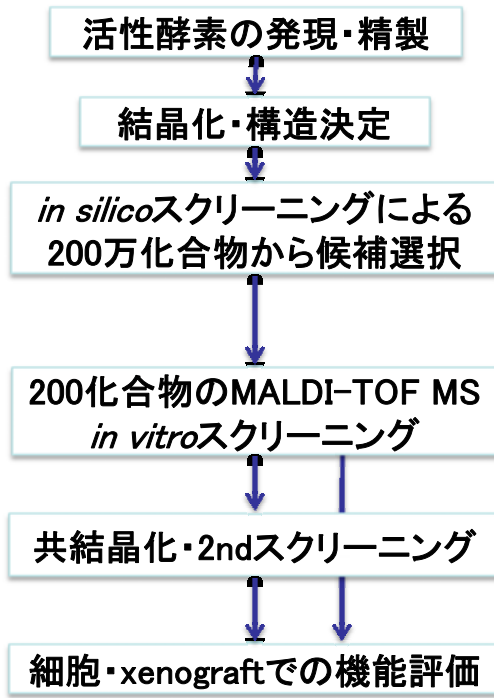 活性酵素の発現・精製
結晶化・構造決定
in silicoスクリーニングによる
200万化合物から候補選択
200化合物のMALDI-TOF MS
in vitroスクリーニング
共結晶化・2ndスクリーニング
細胞・xenograftでの機能評価